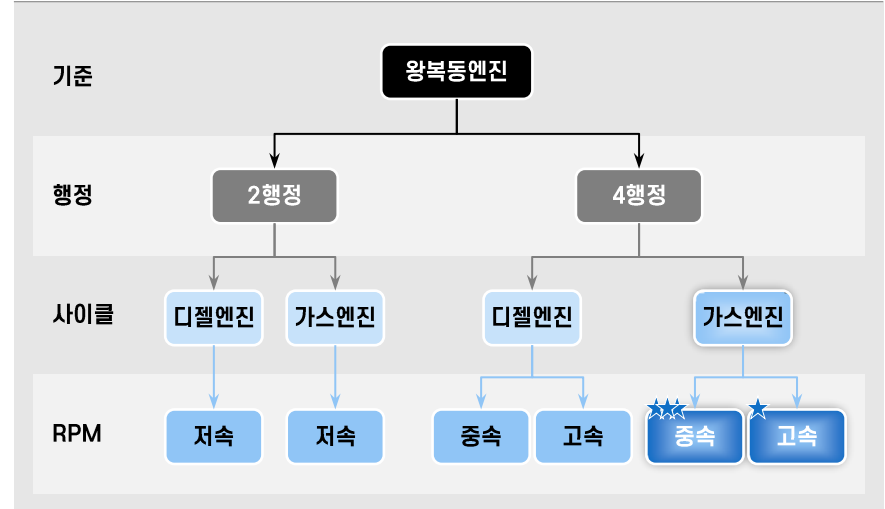 기준
왕복동엔진
행정
2행정
4행정
사이클
디젤엔진
가스엔진
디젤엔진
가스엔진
RPM
저속
저속
중속
고속
중속
고속